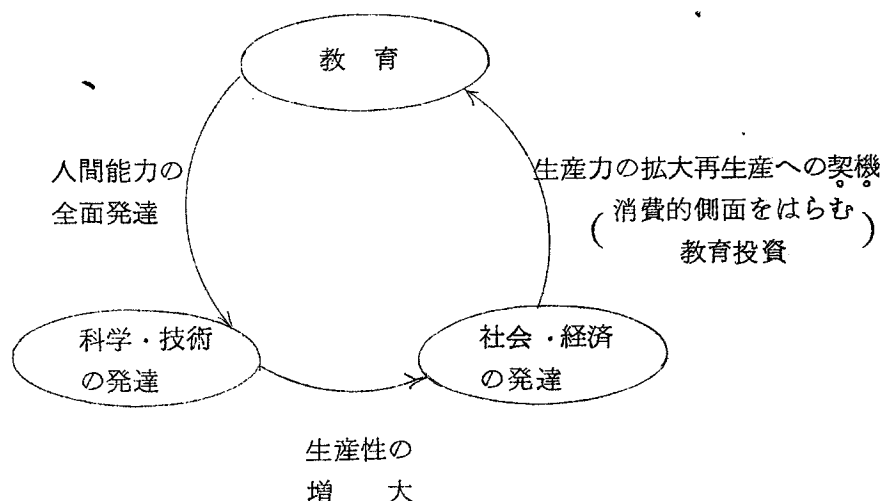 教 育
人間能力の
全面発達
生産力の拡大再生産への契機
(消費的側面をはらむ
教育投資)
科学・技術
の発達
社会・経済
の発達
生産性の
増 大